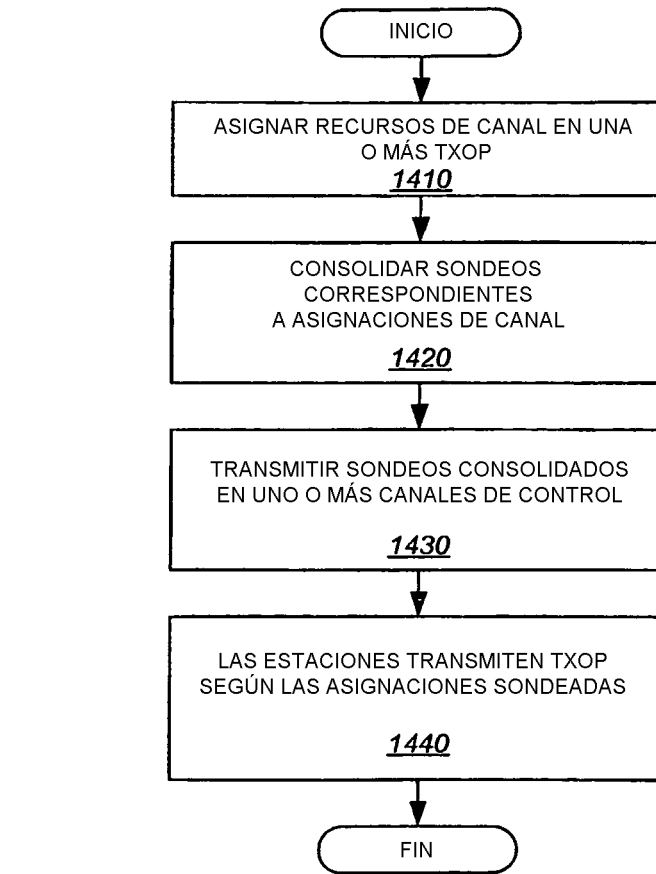 INICIO
ASIGNAR RECURSOS DE CANAL EN UNA
O MÁS TXOP
1410
CONSOLIDAR SONDEOS
CORRESPONDIENTES
A ASIGNACIONES DE CANAL
1420
TRANSMITIR SONDEOS CONSOLIDADOS
EN UNO O MÁS CANALES DE CONTROL
1430
LAS ESTACIONES TRANSMITEN TXOP
SEGÚN LAS ASIGNACIONES SONDEADAS
1440
FIN